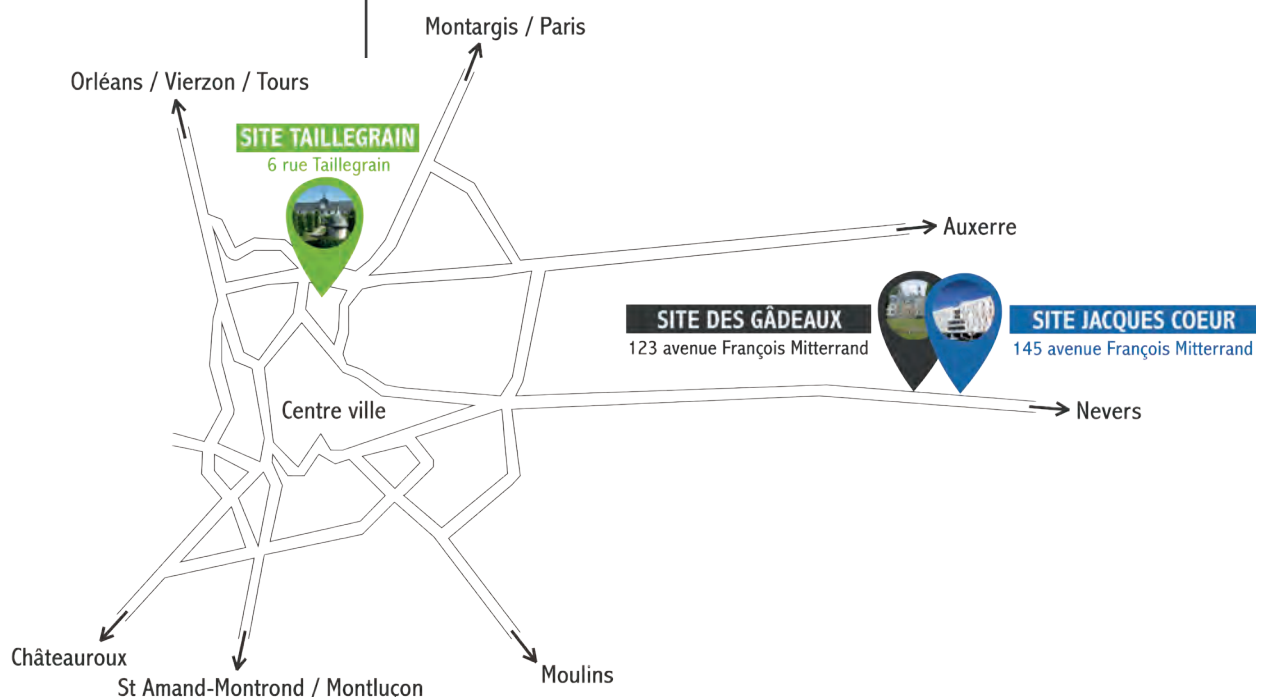 Montargis / Paris
Orléans / Vierzon / Tours
SITE TAILLEGRAIN
6 rue Taillegrain
Auxerre
SITE DES GÂDEAUX
123 avenue François Mitterrand
SITE JACQUES COEUR
145 avenue François Mitterrand
Centre ville
Nevers
Châteauroux
St Amand-Montrond / Montluçon
Moulins